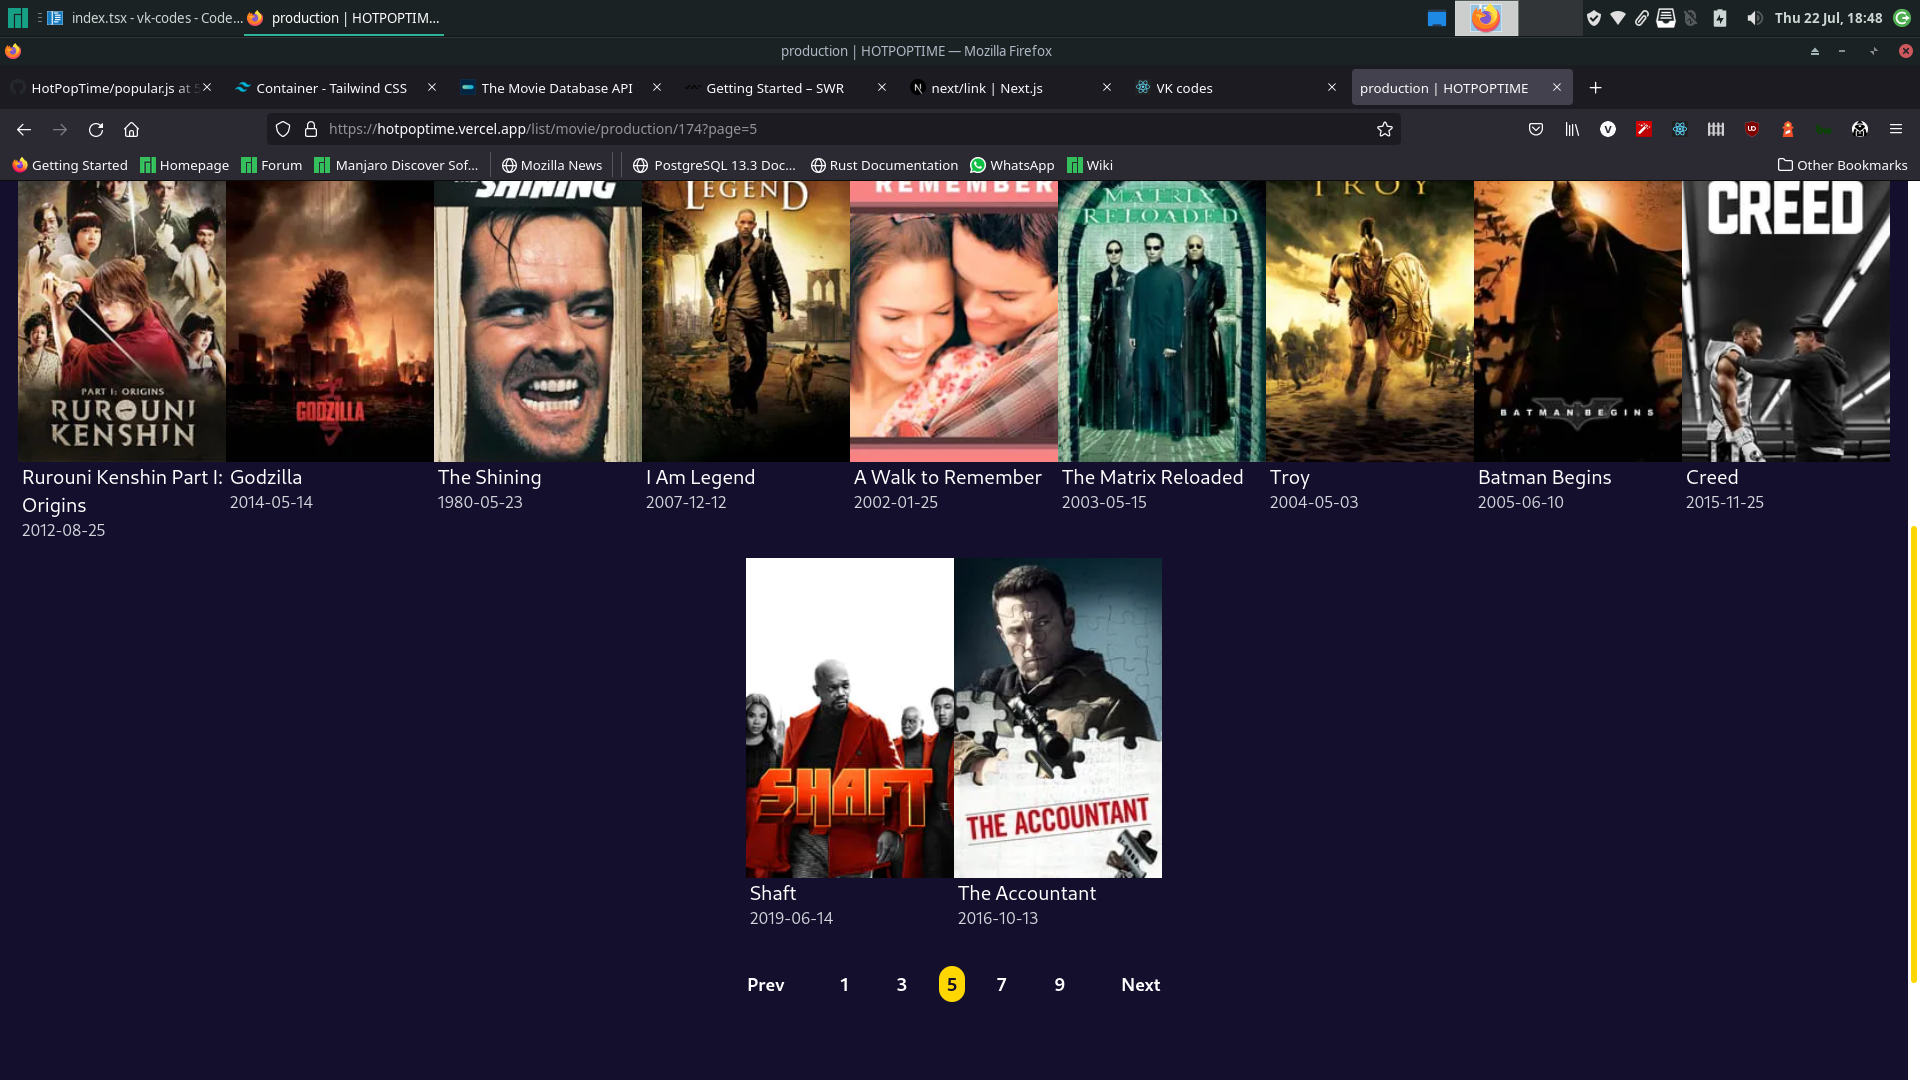 index.tsx - vk-codes - Code...
production | HOTPOPTIM...
Thu 22 Jul, 18:48
production | HOTPOPTIME — Mozilla Firefox
HotPopTime/popular.js at 5
Container - Tailwind CSS
The Movie Database API
Getting Started – SWR
next/link | Next.js
VK codes
production | HOTPOPTIME
https://hotpoptime.vercel.app/list/movie/production/174?page=5
Getting Started
Homepage
Forum
Manjaro Discover Sof...
Mozilla News
PostgreSQL 13.3 Doc...
Rust Documentation
WhatsApp
Wiki
Other Bookmarks
PART I: ORIGINS
RUROUNI
KENSHIN
GODZILLA
SHINING
LEGEND
REMEMBER
MATRIX
RELOADED
TROY
BATMAN BEGINS
CREED
Rurouni Kenshin Part I:
Origins
2012-08-25
Godzilla
2014-05-14
The Shining
1980-05-23
I Am Legend
2007-12-12
A Walk to Remember
2002-01-25
The Matrix Reloaded
2003-05-15
Troy
2004-05-03
Batman Begins
2005-06-10
Creed
2015-11-25
SHAFT
THE ACCOUNTANT
Shaft
2019-06-14
The Accountant
2016-10-13
Prev 1 3 5 7 9 Next